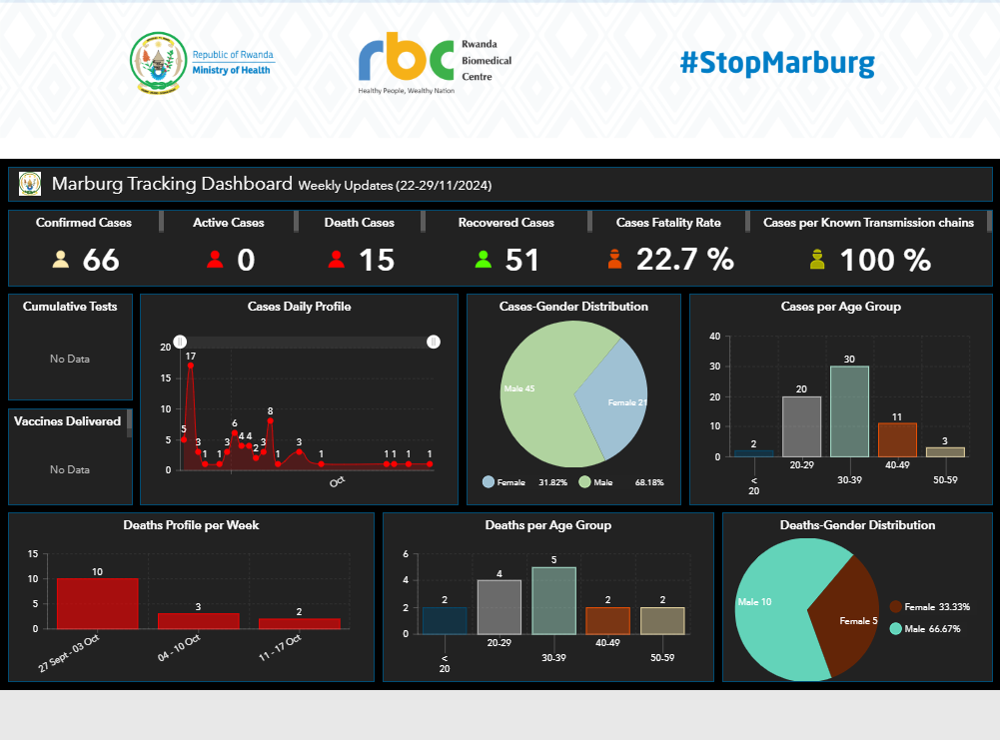 Republic of Rwanda
Ministry of Health
rbc
Rwanda
Biomedical
Centre
Healthy People, Wealthy Nation
#StopMarburg
Marburg Tracking Dashboard Weekly Updates (22-29/11/2024)
Confirmed Cases
66
Active Cases
0
Death Cases
15
Recovered Cases
51
Cases Fatality Rate
22.7 %
Cases per Known Transmission chains
100 %
Cumulative Tests
No Data
Vaccines Delivered
No Data
Cases Daily Profile
20
15
10
5
0
5 17 3 1 1 3 6 4 4 2 3 8 1 3 1 1 1 1 1
Oct
Cases-Gender Distribution
Male 45
Female 21
Female 31.82% Male 68.18%
Cases per Age Group
40
30
20
10
0
2 20 30 11 3
< 
20
20-29
30-39
40-49
50-59
Deaths Profile per Week
15
10
5
0
10 3 2
27 Sept - 03 Oct
04 - 10 Oct
11 - 17 Oct
Deaths per Age Group
6
4
2
0
2 4 5 2 2
<
20
20-29
30-39
40-49
50-59
Deaths-Gender Distribution
Male 10
Female 5
Female 33.33%
Male 66.67%